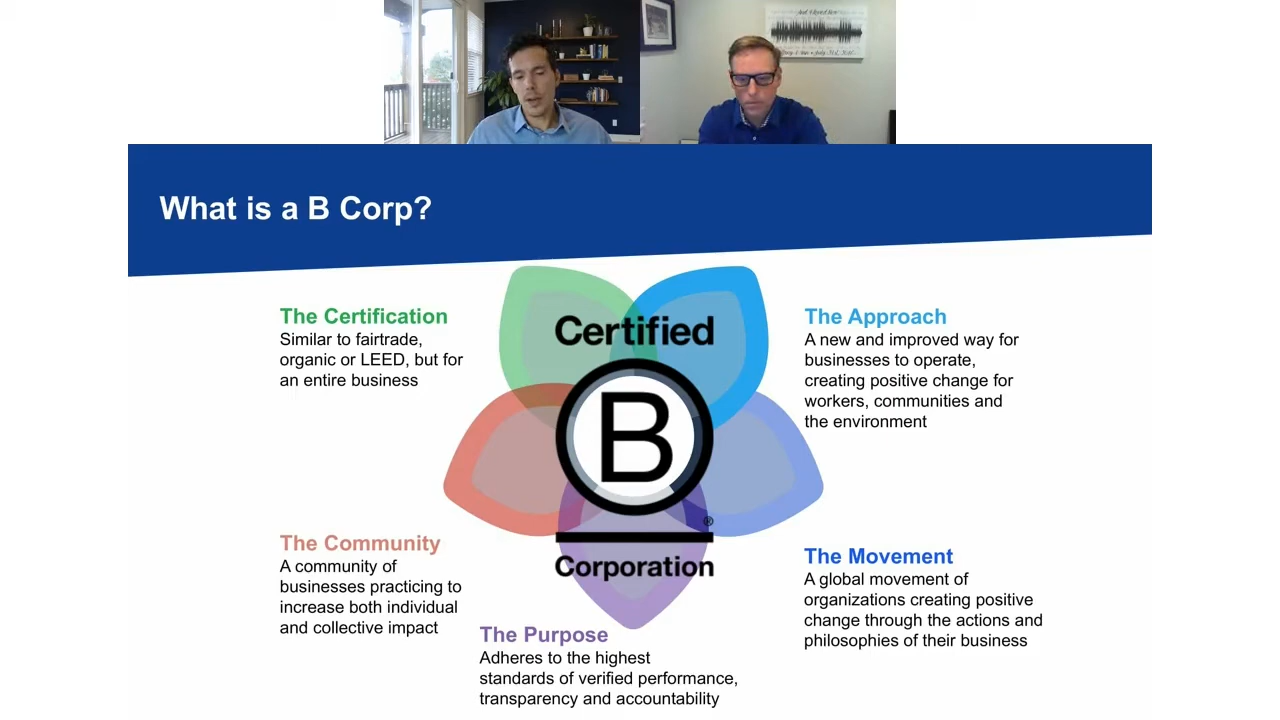 What is a B Corp?
The Certification
Similar to fairtrade,
organic or LEED, but for
an entire business
Certified
B
®
Corporation
The Approach
A new and improved way for
businesses to operate,
creating positive change for
workers, communities and
the environment
The Community
A community of
businesses practicing to
increase both individual
and collective impact
The Movement
A global movement of
organizations creating positive
change through the actions and
philosophies of their business
The Purpose
Adheres to the highest
standards of verified performance,
transparency and accountability